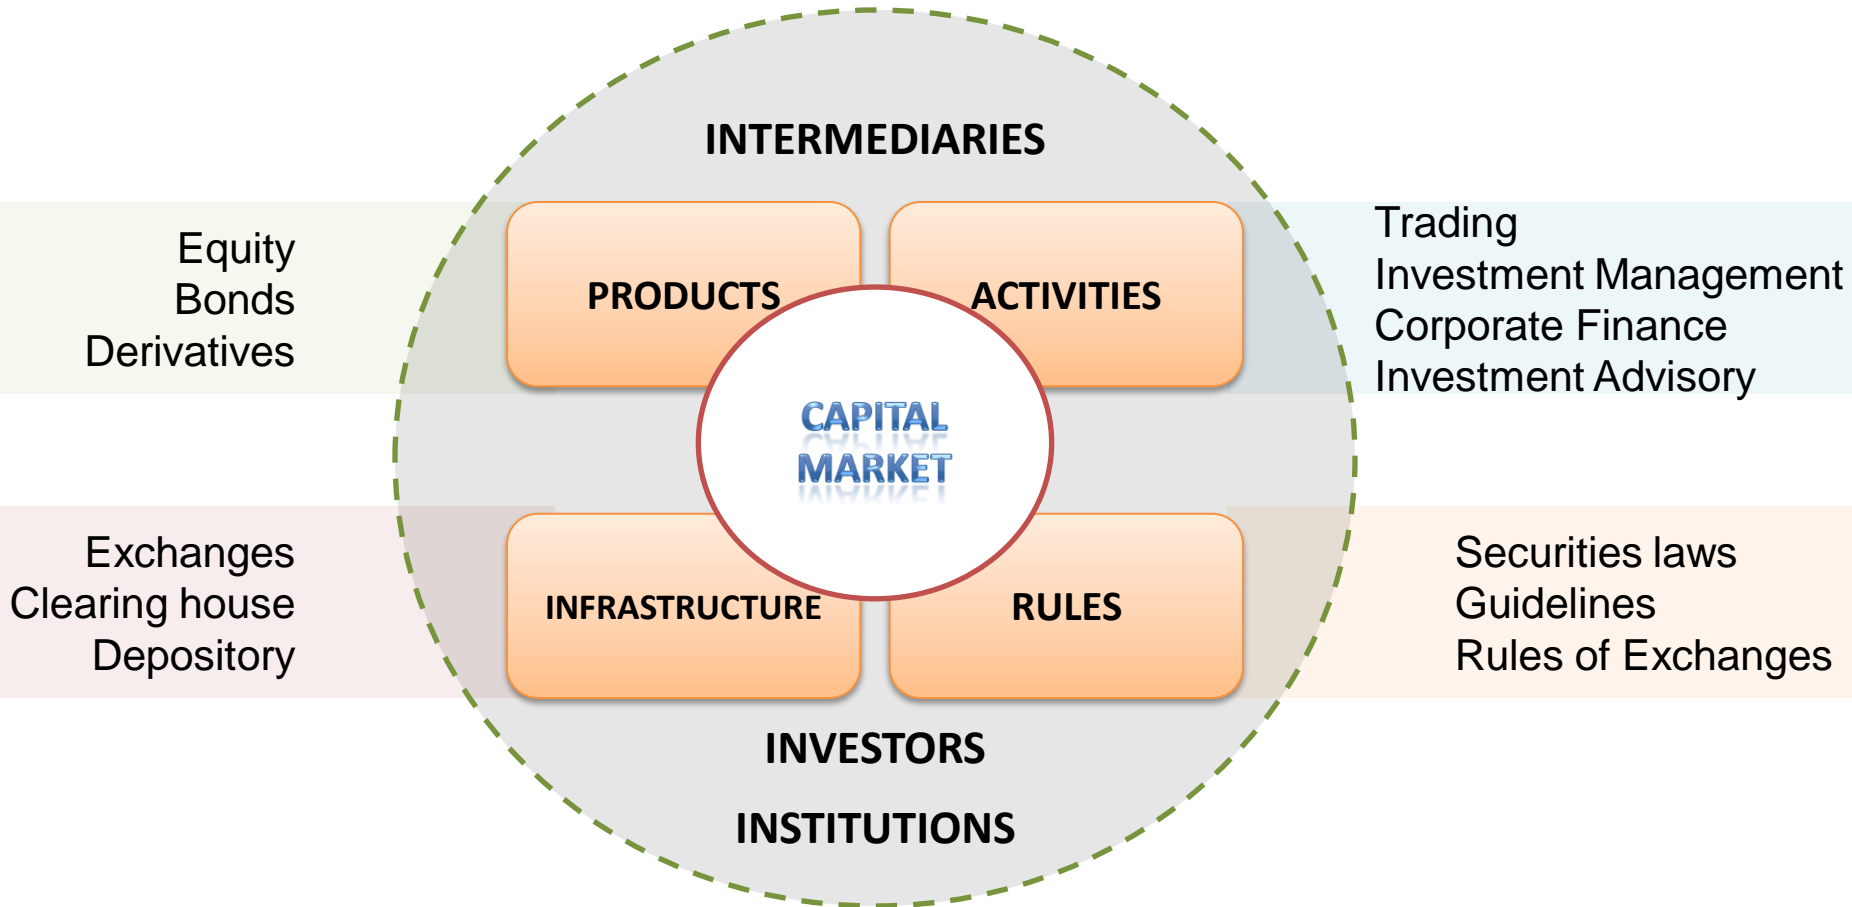 INTERMEDIARIES
Equity
Bonds
Derivatives
PRODUCTS
ACTIVITIES
Trading
Investment Management
Corporate Finance
Investment Advisory
CAPITAL
MARKET
Exchanges
Clearing house
Depository
INFRASTRUCTURE
RULES
Securities laws
Guidelines
Rules of Exchanges
INVESTORS
INSTITUTIONS